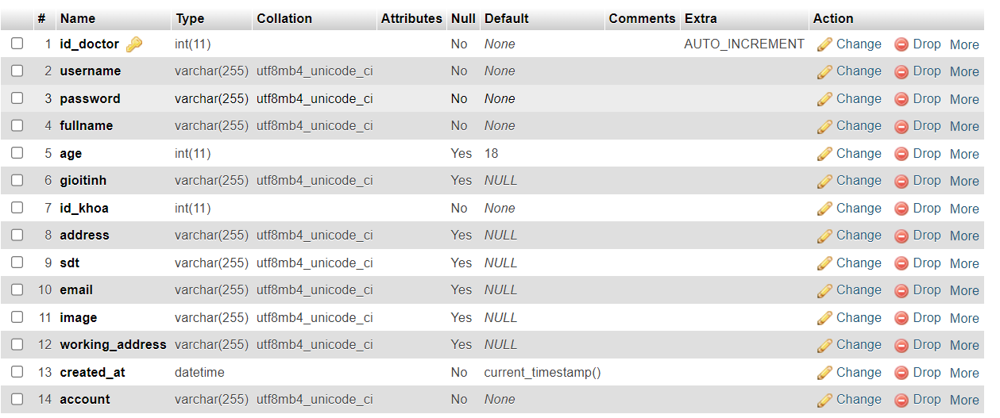 # Name Type Collation Attributes Null Default Comments Extra Action
1 id_doctor int(11) No None AUTO_INCREMENT Change Drop More
2 username varchar(255) utf8mb4_unicode_ci No None Change Drop More
3 password varchar(255) utf8mb4_unicode_ci No None Change Drop More
4 fullname varchar(255) utf8mb4_unicode_ci No None Change Drop More
5 age int(11) Yes 18 Change Drop More
6 gioitinh varchar(255) utf8mb4_unicode_ci Yes NULL Change Drop More
7 id_khoa int(11) No None Change Drop More
8 address varchar(255) utf8mb4_unicode_ci Yes NULL Change Drop More
9 sdt varchar(255) utf8mb4_unicode_ci Yes NULL Change Drop More
10 email varchar(255) utf8mb4_unicode_ci Yes NULL Change Drop More
11 image varchar(255) utf8mb4_unicode_ci Yes NULL Change Drop More
12 working_address varchar(255) utf8mb4_unicode_ci Yes NULL Change Drop More
13 created_at datetime No current_timestamp() Change Drop More
14 account varchar(255) utf8mb4_unicode_ci No None Change Drop More